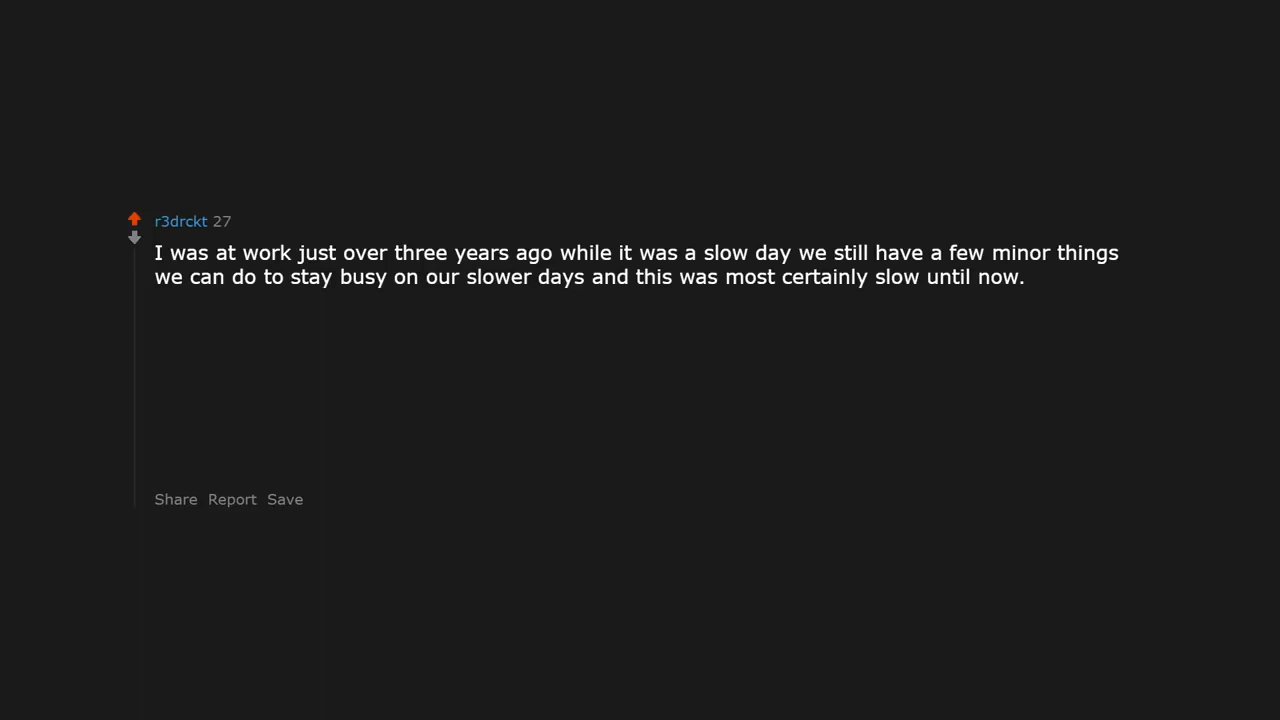 r3drckt 27
I was at work just over three years ago while it was a slow day we still have a few minor things
we can do to stay busy on our slower days and this was most certainly slow until now.
Share Report Save